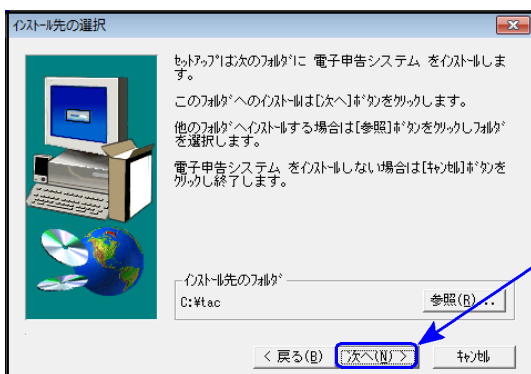 ｲﾝｽﾄｰﾙ先の選択
ｾｯﾄｱｯﾌﾟは次のﾌｫﾙﾀﾞに 電子申告システム をｲﾝｽﾄｰﾙしま
す。
このﾌｫﾙﾀﾞへのｲﾝｽﾄｰﾙは[次へ]ﾎﾞﾀﾝをｸﾘｯｸします。
他のﾌｫﾙﾀﾞへｲﾝｽﾄｰﾙする場合は[参照]ﾎﾞﾀﾝをｸﾘｯｸしﾌｫﾙﾀﾞ
を選択します。
電子申告システム をｲﾝｽﾄｰﾙしない場合は[ｷｬﾝｾﾙ]ﾎﾞﾀﾝを
ｸﾘｯｸし終了します。
ｲﾝｽﾄｰﾙ先のﾌｫﾙﾀﾞ
C:¥tac
参照(R)...
< 戻る(B)
次へ(N) >
ｷｬﾝｾﾙ